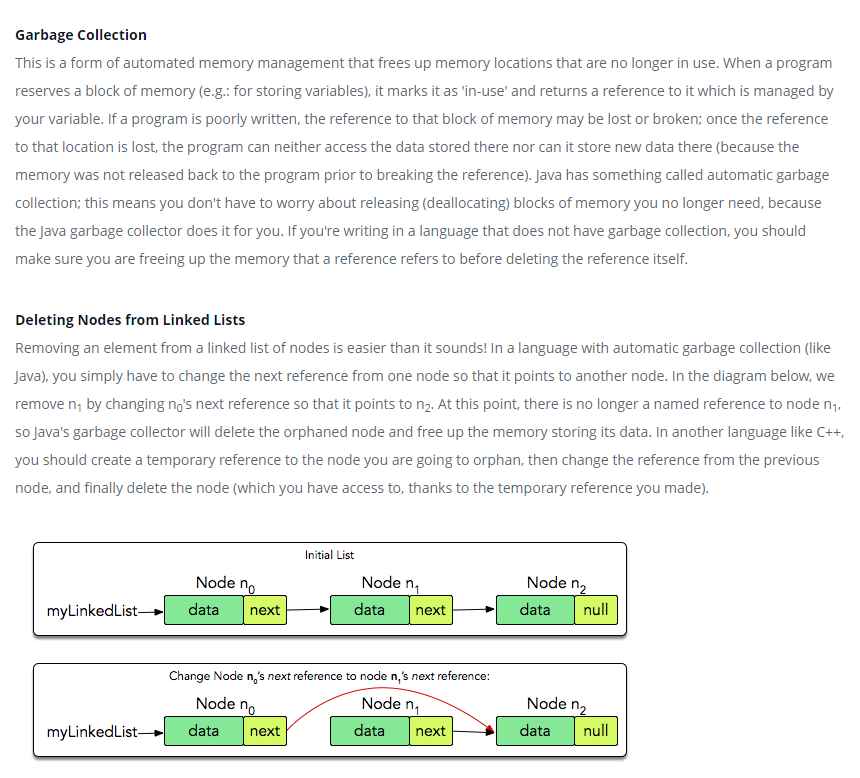 Garbage Collection
This is a form of automated memory management that frees up memory locations that are no longer in use. When a program
reserves a block of memory (e.g.: for storing variables), it marks it as 'in-use' and returns a reference to it which is managed by
your variable. If a program is poorly written, the reference to that block of memory may be lost or broken; once the reference
to that location is lost, the program can neither access the data stored there nor can it store new data there (because the
memory was not released back to the program prior to breaking the reference). Java has something called automatic garbage
collection; this means you don't have to worry about releasing (deallocating) blocks of memory you no longer need, because
the Java garbage collector does it for you. If you're writing in a language that does not have garbage collection, you should
make sure you are freeing up the memory that a reference refers to before deleting the reference itself.
Deleting Nodes from Linked Lists
Removing an element from a linked list of nodes is easier than it sounds! In a language with automatic garbage collection (like
Java), you simply have to change the next reference from one node so that it points to another node. In the diagram below, we
remove n₁ by changing n₀'s next reference so that it points to n₂. At this point, there is no longer a named reference to node n₁,
so Java's garbage collector will delete the orphaned node and free up the memory storing its data. In another language like C++,
you should create a temporary reference to the node you are going to orphan, then change the reference from the previous
node, and finally delete the node (which you have access to, thanks to the temporary reference you made).
Initial List
Node n₀ Node n₁ Node n₂
myLinkedList data next data next data null
Change Node n₀'s next reference to node n₁'s next reference:
Node n₀ Node n₁ Node n₂
myLinkedList data next data next data null